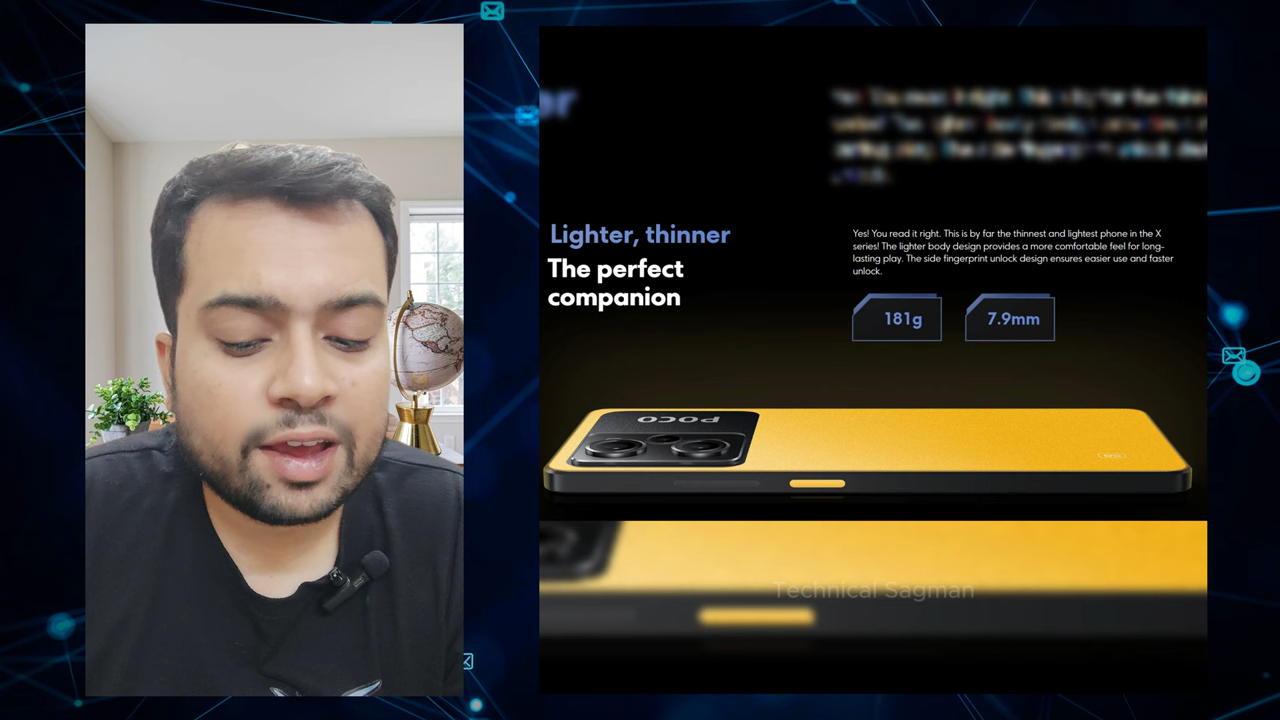 er
Lighter, thinner
The perfect
companion
Yes! You read it right. This is by far the thinnest and lightest phone in the X
series! The lighter body design provides a more comfortable feel for long-
lasting play. The side fingerprint unlock design ensures easier use and faster
unlock.
181g
7.9mm
POCO
5G
Technical Sagman